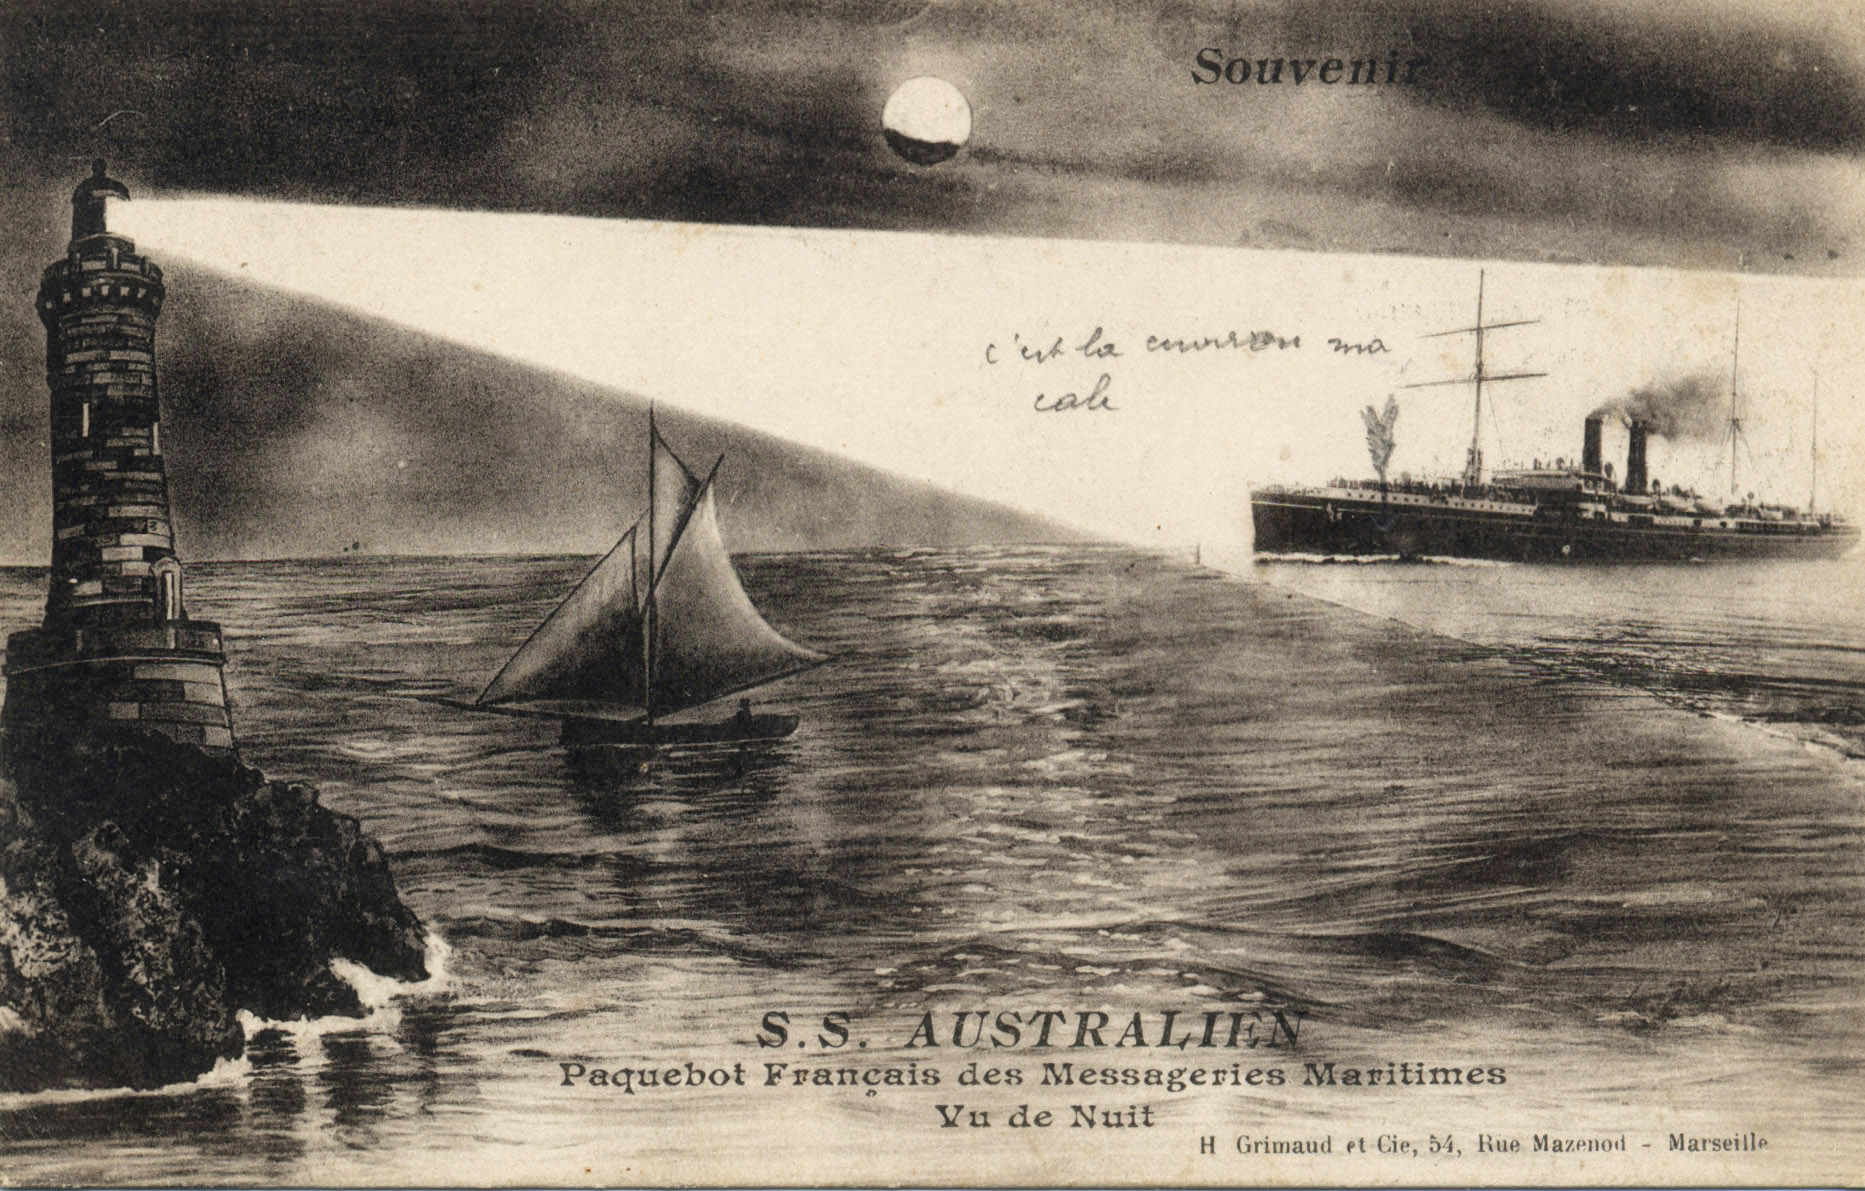 Souvenir
c'est la environ ma
cale
S.S. AUSTRALIEN
Paquebot Français des Messageries Maritimes
Vu de Nuit
H Grimaud et Cie, 54, Rue Mazenod - Marseille